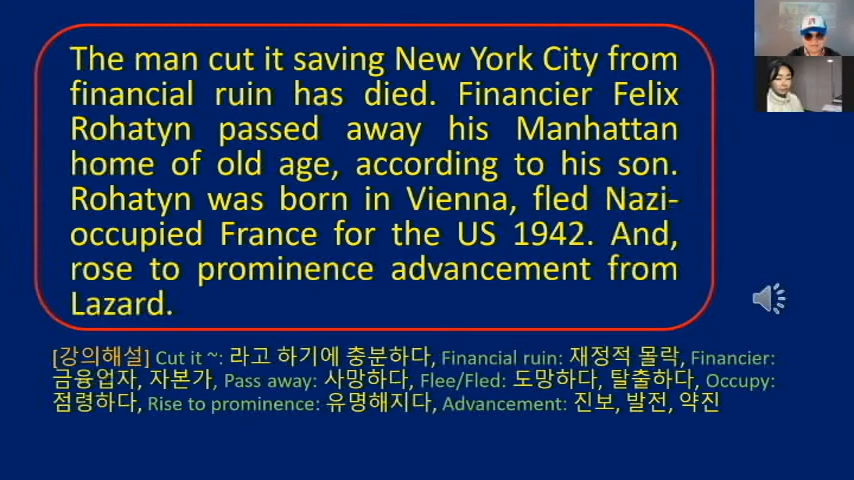 The man cut it saving New York City from
financial ruin has died. Financier Felix
Rohatyn passed away his Manhattan
home of old age, according to his son.
Rohatyn was born in Vienna, fled Nazi-
occupied France for the US 1942. And,
rose to prominence advancement from
Lazard.
[강의해설] Cut it ~: 라고 하기에 충분하다, Financial ruin: 재정적 몰락, Financier:
금융업자, 자본가, Pass away: 사망하다, Flee/Fled: 도망하다, 탈출하다, Occupy:
점령하다, Rise to prominence: 유명해지다, Advancement: 진보, 발전, 약진